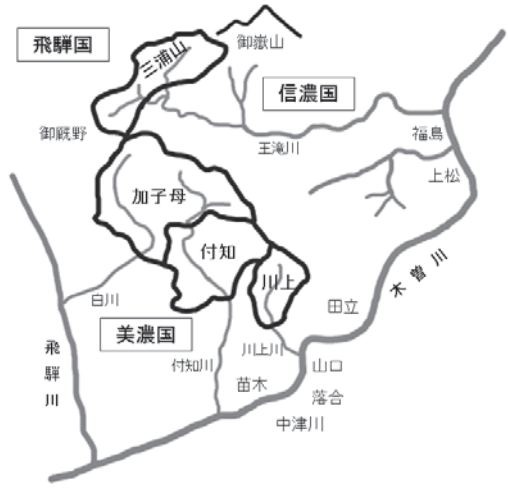 飛騨国
御嶽山
三浦山
信濃国
御厩野
王滝川
福島
上松
加子母
付知
川上
木曽川
白川
田立
美濃国
飛騨川
付知川
川上川
山口
苗木
落合
中津川